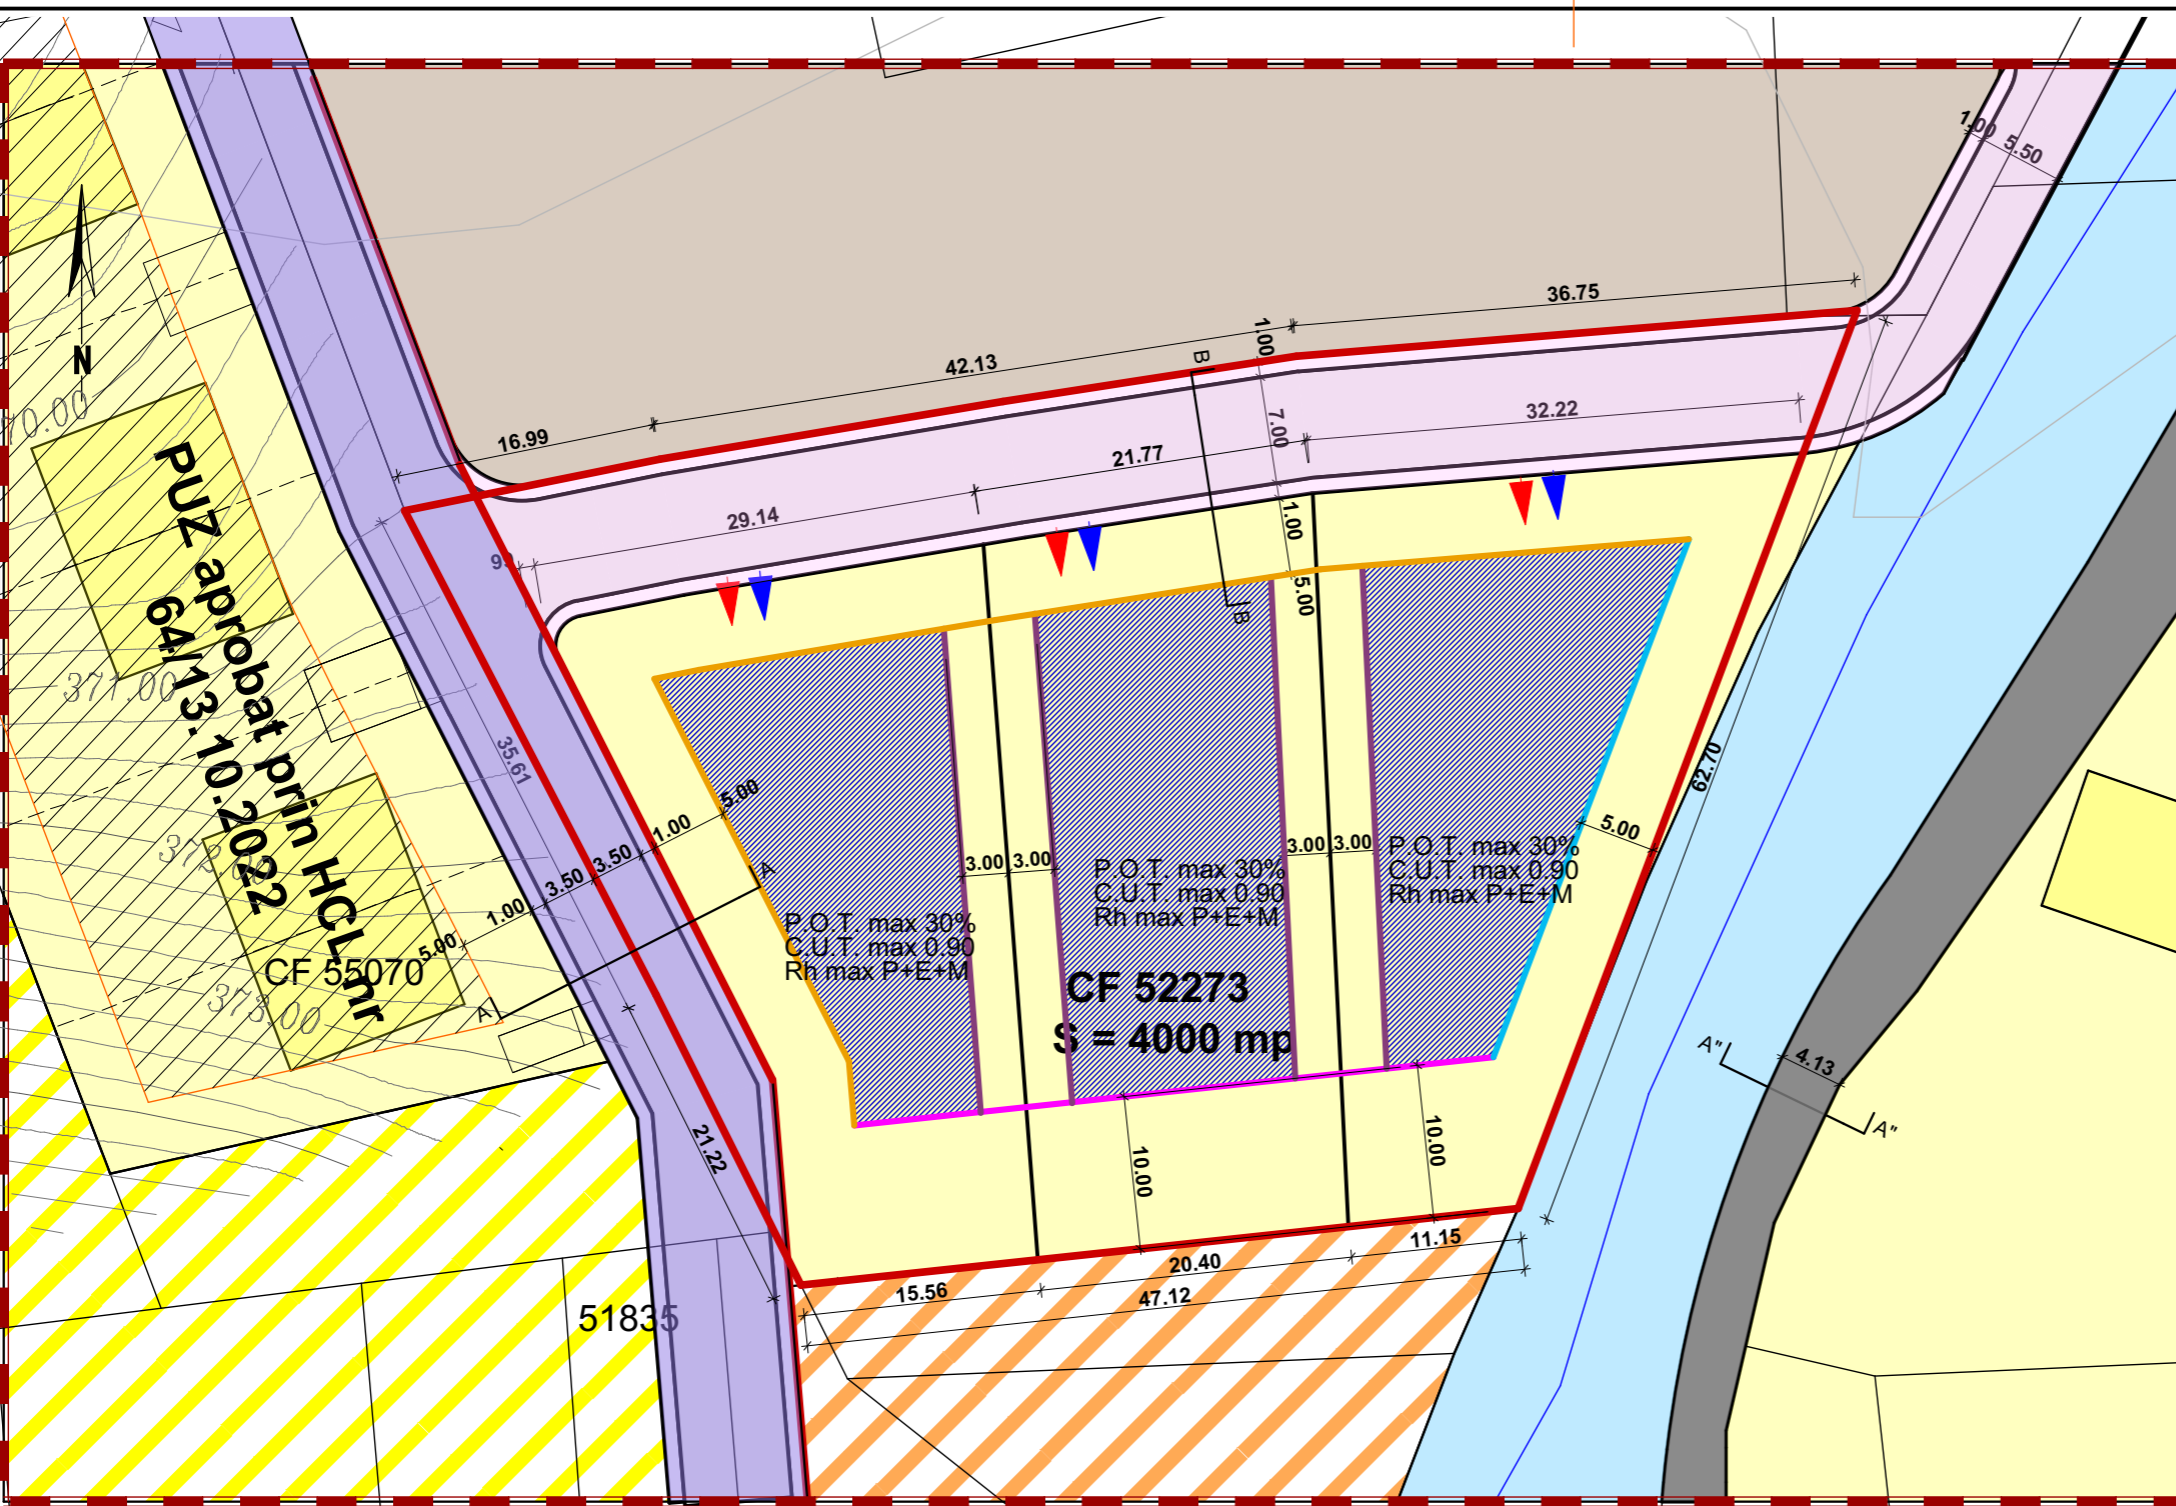 1.00
5.50
36.75
1.00
B
42.13
N
7.00
32.22
16.99
21.77
29.14
1.00
5.00
B
PUZ aprobat prin HCL nr
64/13.10.2022
371.00
35.61
62.70
5.00
1.00
3.50
3.50
1.00
5.00
A
A
3.00
3.00
3.00
3.00
5.00
P.O.T. max 30%
C.U.T. max 0.90
Rh max P+E+M
P.O.T. max 30%
C.U.T. max 0.90
Rh max P+E+M
P.O.T. max 30%
C.U.T. max 0.90
Rh max P+E+M
CF 55070
372.00
373.00
CF 52273
S = 4000 mp
A"
4.13
A"
21.22
10.00
10.00
11.15
20.40
15.56
47.12
51835